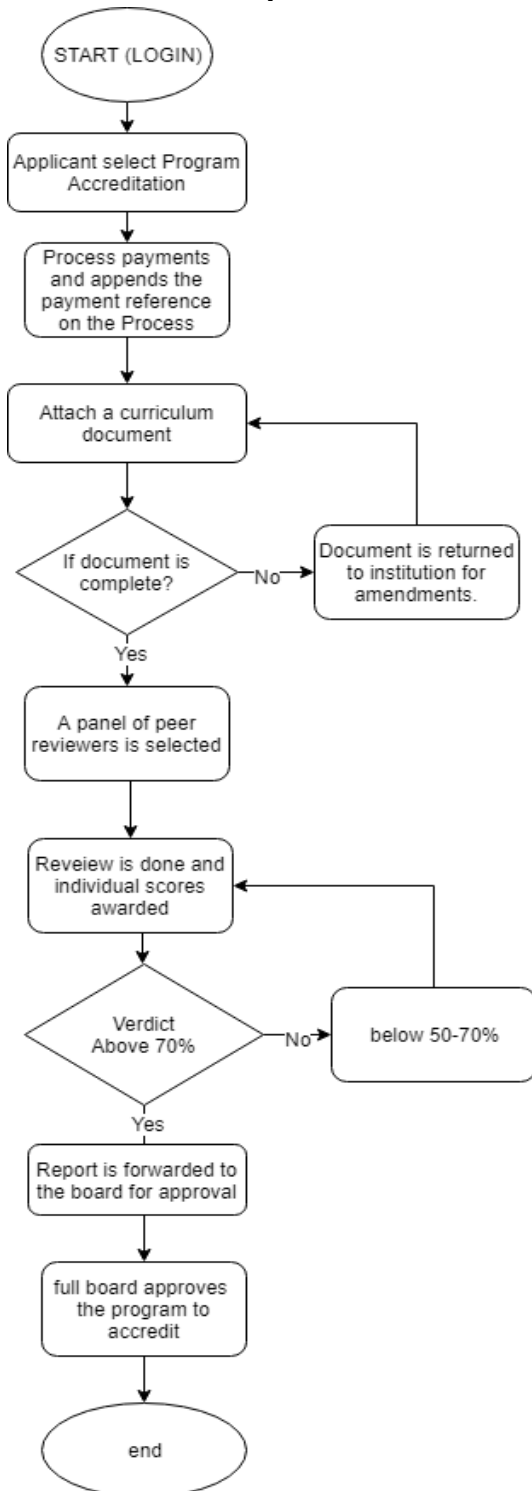 START (LOGIN)
Applicant select Program
Accreditation
Process payments
and appends the
payment reference
on the Process
Attach a curriculum
document
If document is
complete?
No
Document is returned
to institution for
amendments.
Yes
A panel of peer
reviewers is selected
Reveiew is done and
individual scores
awarded
Verdict
Above 70%
No
below 50-70%
Yes
Report is forwarded to
the board for approval
full board approves
the program to
accredit
end